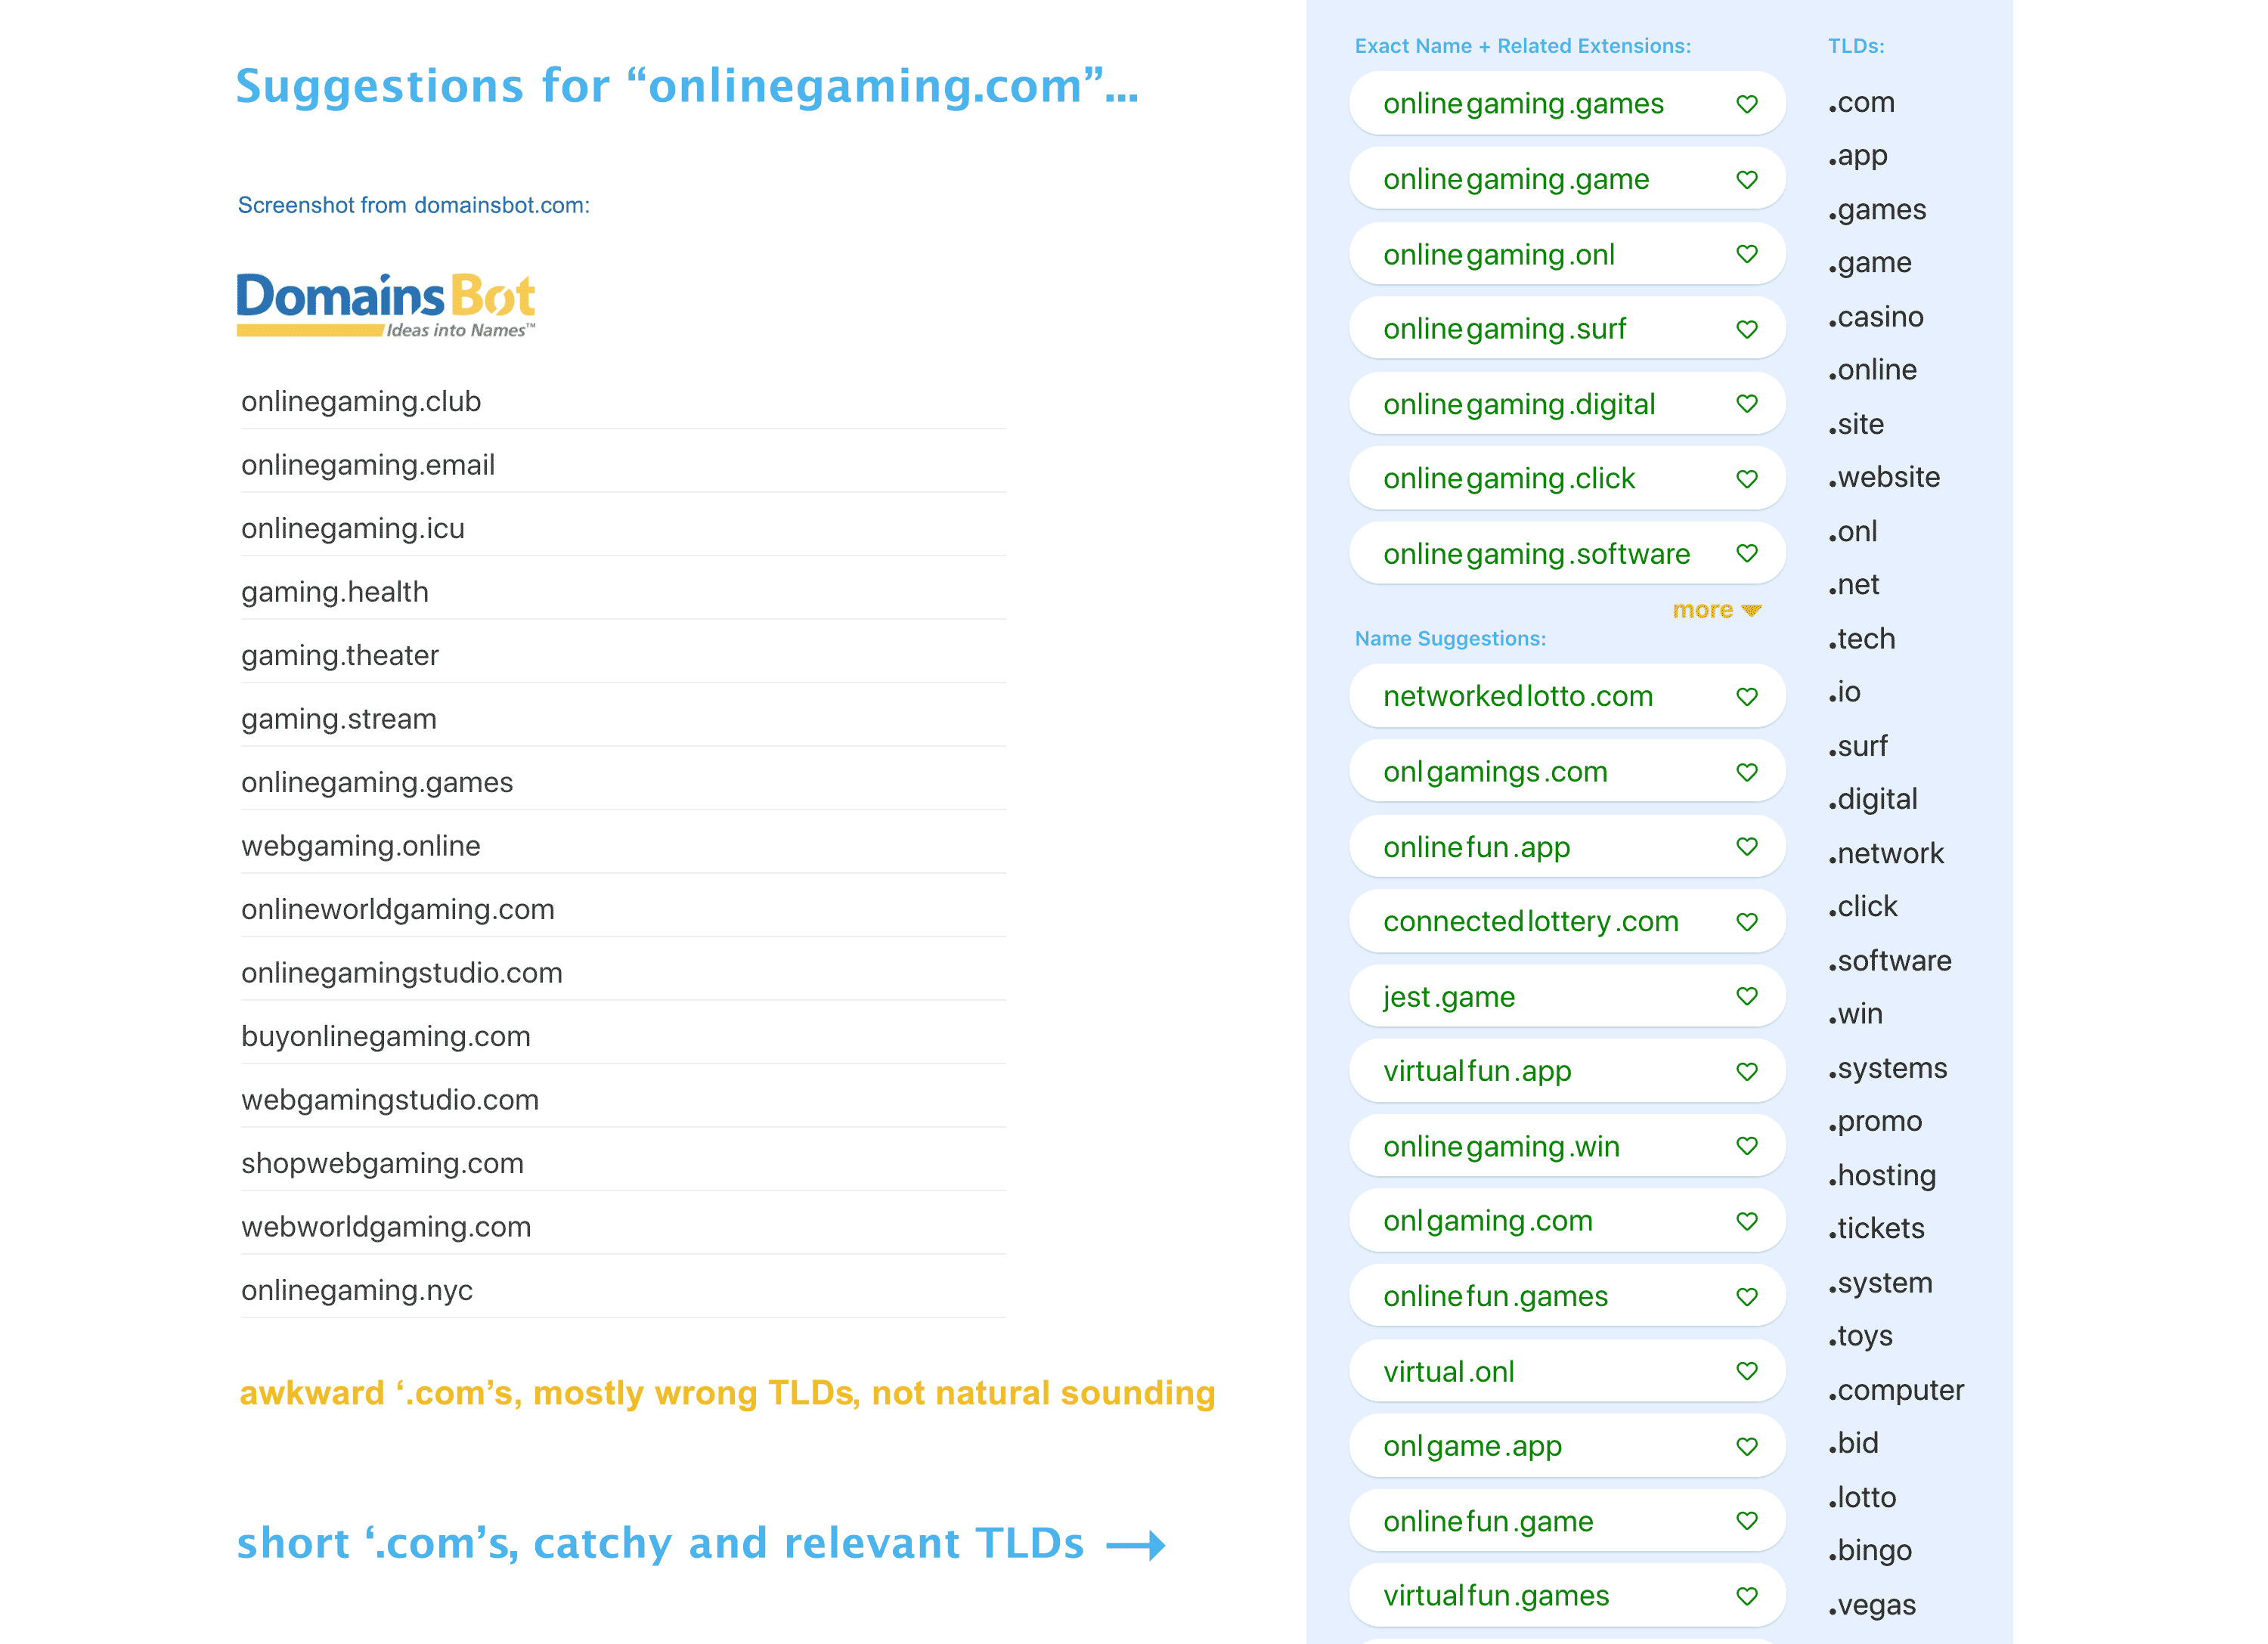 Suggestions for “onlinegaming.com”...
Screenshot from domainsbot.com:
DomainsBot
Ideas into Names™
onlinegaming.club
onlinegaming.email
onlinegaming.icu
gaming.health
gaming.theater
gaming.stream
onlinegaming.games
webgaming.online
onlineworldgaming.com
onlinegamingstudio.com
buyonlinegaming.com
webgamingstudio.com
shopwebgaming.com
webworldgaming.com
onlinegaming.nyc
awkward ‘.com’s, mostly wrong TLDs, not natural sounding
short ‘.com’s, catchy and relevant TLDs →
Exact Name + Related Extensions:
onlinegaming.games
onlinegaming.game
onlinegaming.onl
onlinegaming.surf
onlinegaming.digital
onlinegaming.click
onlinegaming.software
more
Name Suggestions:
networkedlotto.com
onlgamings.com
onlinefun.app
connectedlottery.com
jest.game
virtualfun.app
onlinegaming.win
onlgaming.com
onlinefun.games
virtual.onl
onlgame.app
onlinefun.game
virtualfun.games
TLDs:
.com
.app
.games
.game
.casino
.online
.site
.website
.onl
.net
.tech
.io
.surf
.digital
.network
.click
.software
.win
.systems
.promo
.hosting
.tickets
.system
.toys
.computer
.bid
.lotto
.bingo
.vegas